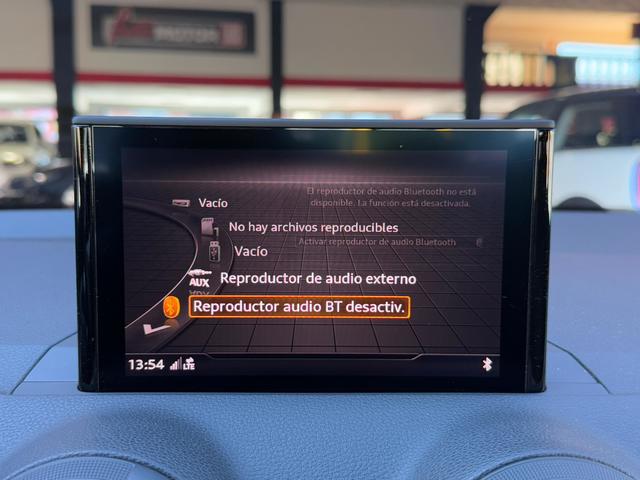 MOTOR
El reproductor de audio Bluetooth no está
disponible. La función está desactivada.
Vacío
No hay archivos reproducibles
Activar reproductor de audio Bluetooth
Vacío
AUX
Reproductor de audio externo
Reproductor audio BT desactiv.
13:54
LTE